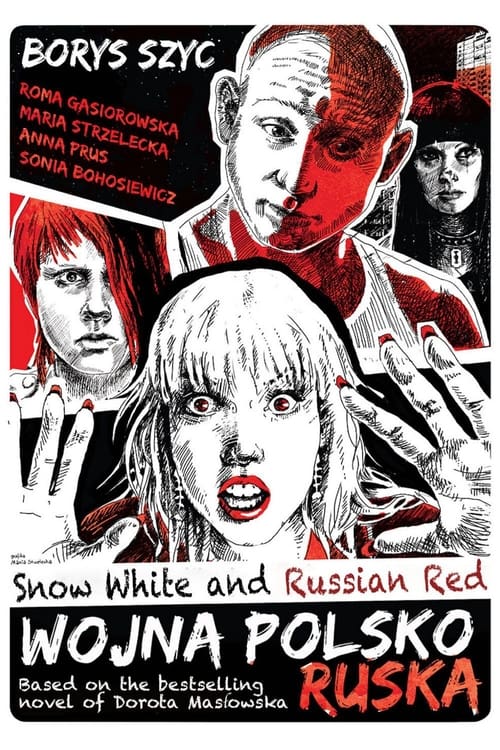 BORYS SZYC
ROMA GĄSIOROWSKA
MARIA STRZELECKA
ANNA PRUS
SONIA BOHOSIEWICZ
Snow White and Russian Red
WOJNA POLSKO
RUSKA
BASED ON THE BESTSELLING
NOVEL OF DOROTA MASŁOWSKA